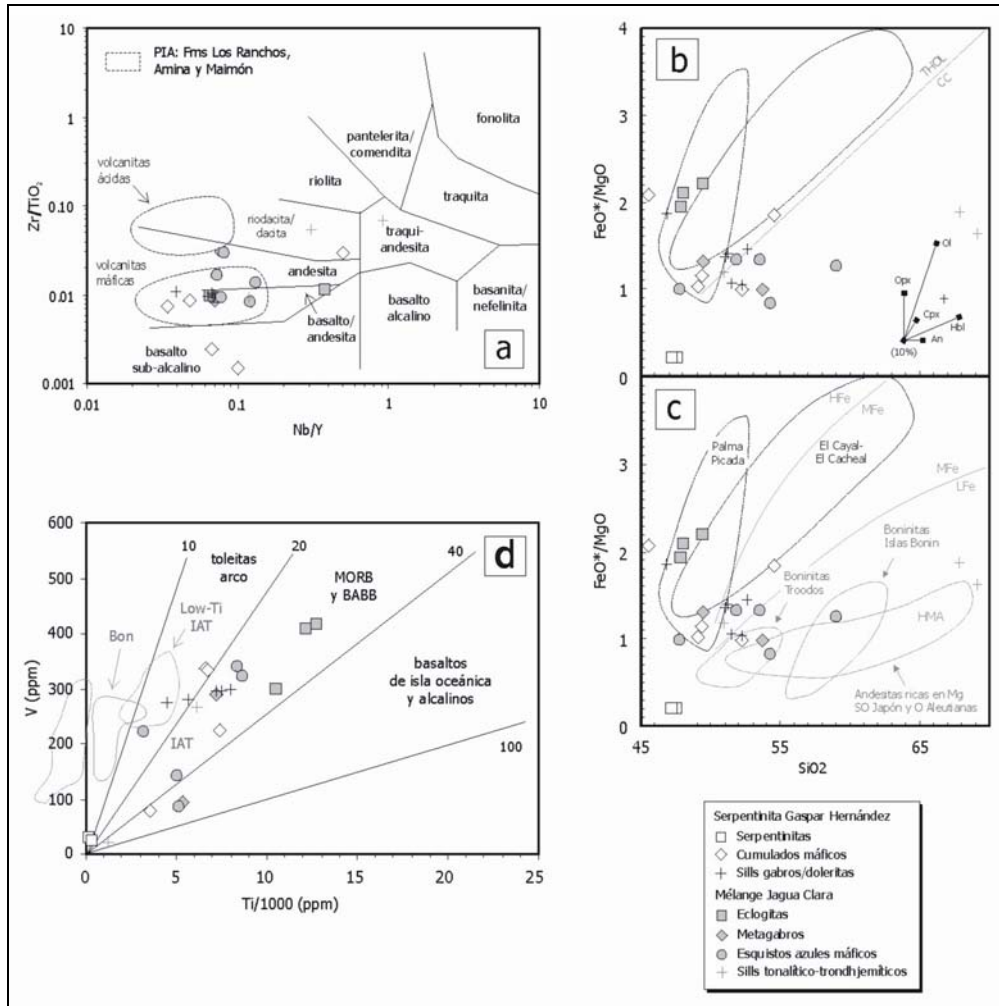 10
1
0.10
0.01
0.001
0.01
0.1
1
10
Zr/TiO2
Nb/Y
PIA: Fms Los Ranchos,
Amina y Maimón
volcanitas
ácidas
volcanitas
máficas
riolita
riodacita/
dacita
pantelerita/
comendita
fonolita
traquita
traqui-
andesita
andesita
basalto/
andesita
basalto
alcalino
basanita/
nefelinita
basalto
sub-alcalino
a
b
4
3
2
1
0
FeO*/MgO
THOL
CC
Ol
Opx
Cpx
Hbl
An
(10%)
c
4
3
2
1
0
FeO*/MgO
HFe
MFe
Palma
Picada
El Cayal-
El Cacheal
MFe
LFe
Boninitas
Islas Bonin
Boninitas
Troodos
HMA
Andesitas ricas en Mg
SO Japón y O Aleutianas
45
55
65
SiO2
d
600
500
400
300
200
100
0
V (ppm)
10
toleitas
arco
20
MORB
y BABB
40
Low-Ti
IAT
Bon
IAT
basaltos
de isla oceánica
y alcalinos
100
0
5
10
15
20
25
Ti/1000 (ppm)
Serpentinita Gaspar Hernández
Serpentinitas
Cumulados máficos
Sills gabros/doleritas
Mélange Jagua Clara
Eclogitas
Metagabros
Esquistos azules máficos
Sills tonalítico-trondhjemíticos